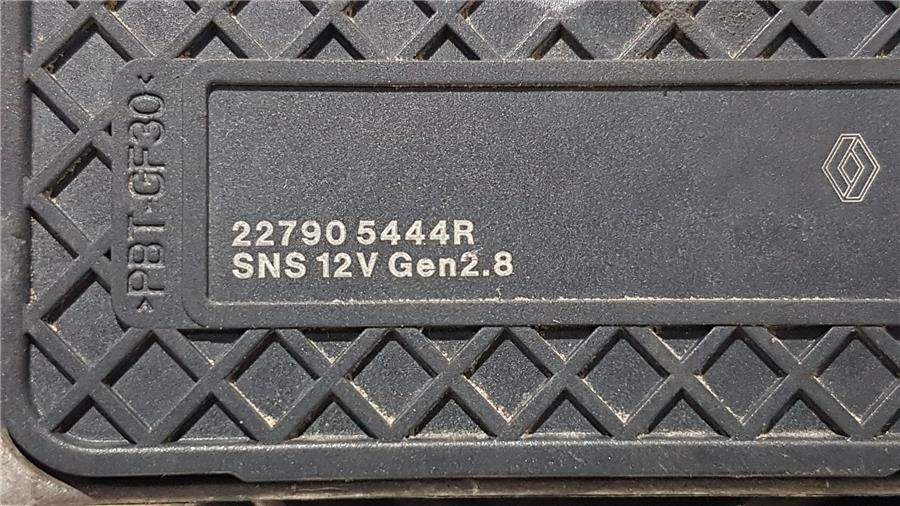 >PBT-GF30<
22790 5444R
SNS 12V Gen2.8